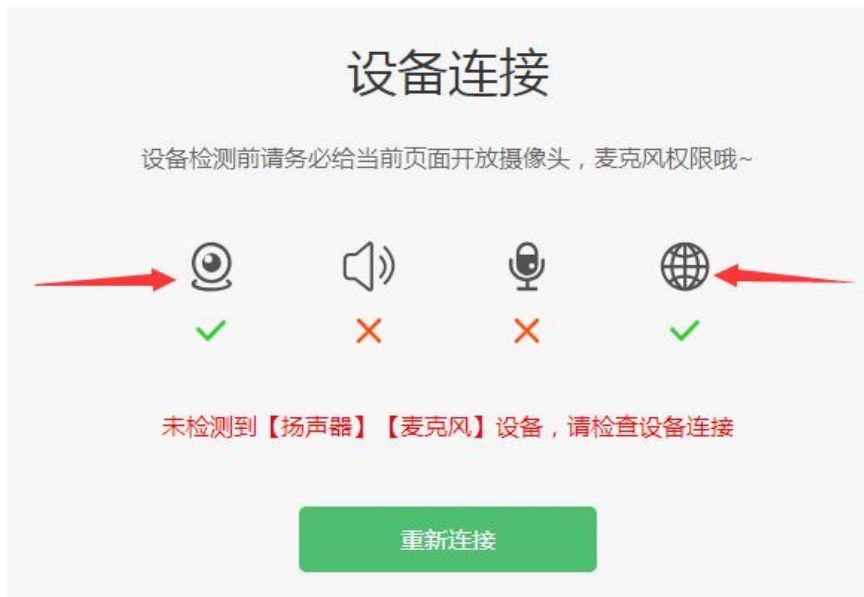 设备连接
设备检测前请务必给当前页面开放摄像头，麦克风权限哦~
未检测到【扬声器】【麦克风】设备，请检查设备连接
重新连接